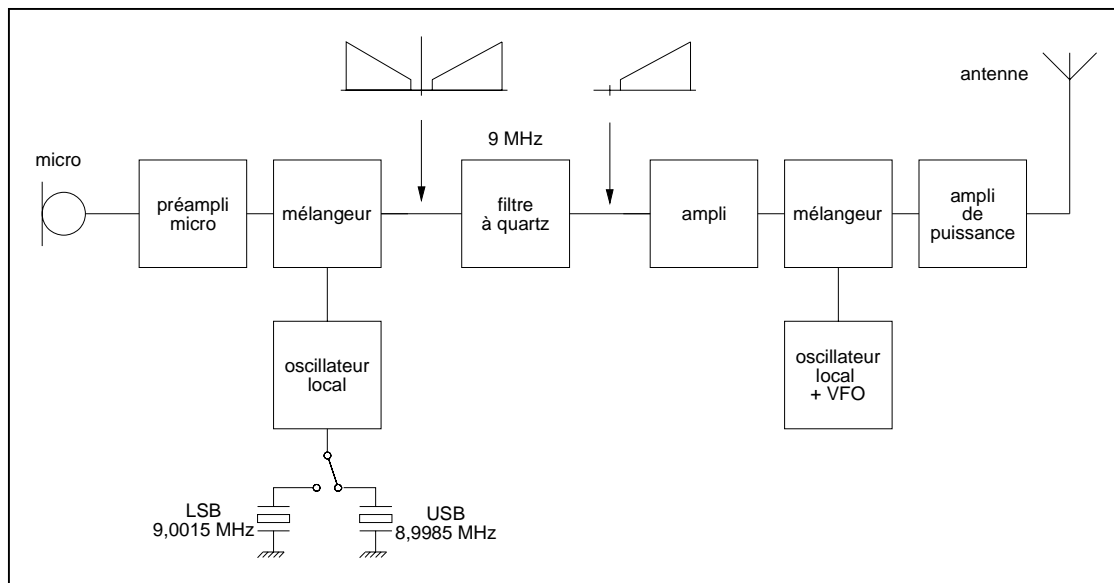 antenne
9 MHz
micro
préampli
micro
mélangeur
filtre
à quartz
ampli
mélangeur
ampli
de
puissance
oscillateur
local
oscillateur
local
+ VFO
LSB
9,0015 MHz
USB
8,9985 MHz